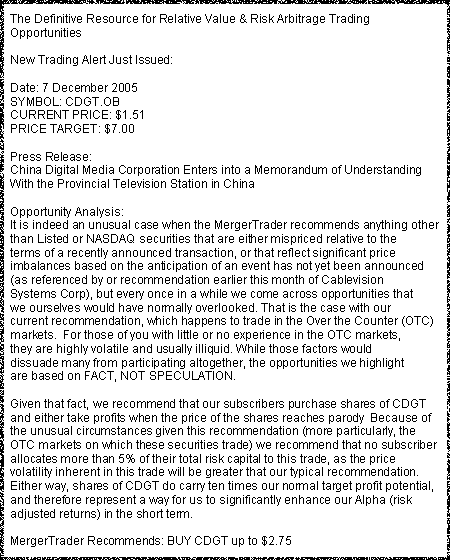 The Definitive Resource for Relative Value & Risk Arbitrage Trading
Opportunities
New Trading Alert Just Issued:
Date: 7 December 2005
SYMBOL: CDGT.OB
CURRENT PRICE: $1.51
PRICE TARGET: $7.00
Press Release:
China Digital Media Corporation Enters into a Memorandum of Understanding
With the Provincial Television Station in China
Opportunity Analysis:
It is indeed an unusual case when the MergerTrader recommends anything other
than Listed or NASDAQ securities that are either mispriced relative to the
terms of a recently announced transaction, or that reflect significant price
imbalances based on the anticipation of an event has not yet been announced
(as referenced by or recommendation earlier this month of Cablevision
Systems Corp), but every once in a while we come across opportunities that
we ourselves would have normally overlooked. That is the case with our
current recommendation, which happens to trade in the Over the Counter (OTC)
markets.  For those of you with little or no experience in the OTC markets,
they are highly volatile and usually illiquid. While those factors would
dissuade many from participating altogether, the opportunities we highlight
are based on FACT, NOT SPECULATION.
Given that fact, we recommend that our subscribers purchase shares of CDGT
and either take profits when the price of the shares reaches parody  Because of
the unusual circumstances given this recommendation (more particularly, the
OTC markets on which these securities trade) we recommend that no subscriber
allocates more than 5% of their total risk capital to this trade, as the price
volatility inherent in this trade will be greater that our typical recommendation.
Either way, shares of CDGT do carry ten times our normal target profit potential,
and therefore represent a way for us to significantly enhance our Alpha (risk
adjusted returns) in the short term.
MergerTrader Recommends: BUY CDGT up to $2.75